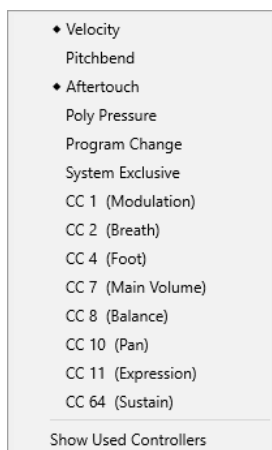 ◆ Velocity
Pitchbend
◆ Aftertouch
Poly Pressure
Program Change
System Exclusive
CC 1 (Modulation)
CC 2 (Breath)
CC 4 (Foot)
CC 7 (Main Volume)
CC 8 (Balance)
CC 10 (Pan)
CC 11 (Expression)
CC 64 (Sustain)
Show Used Controllers